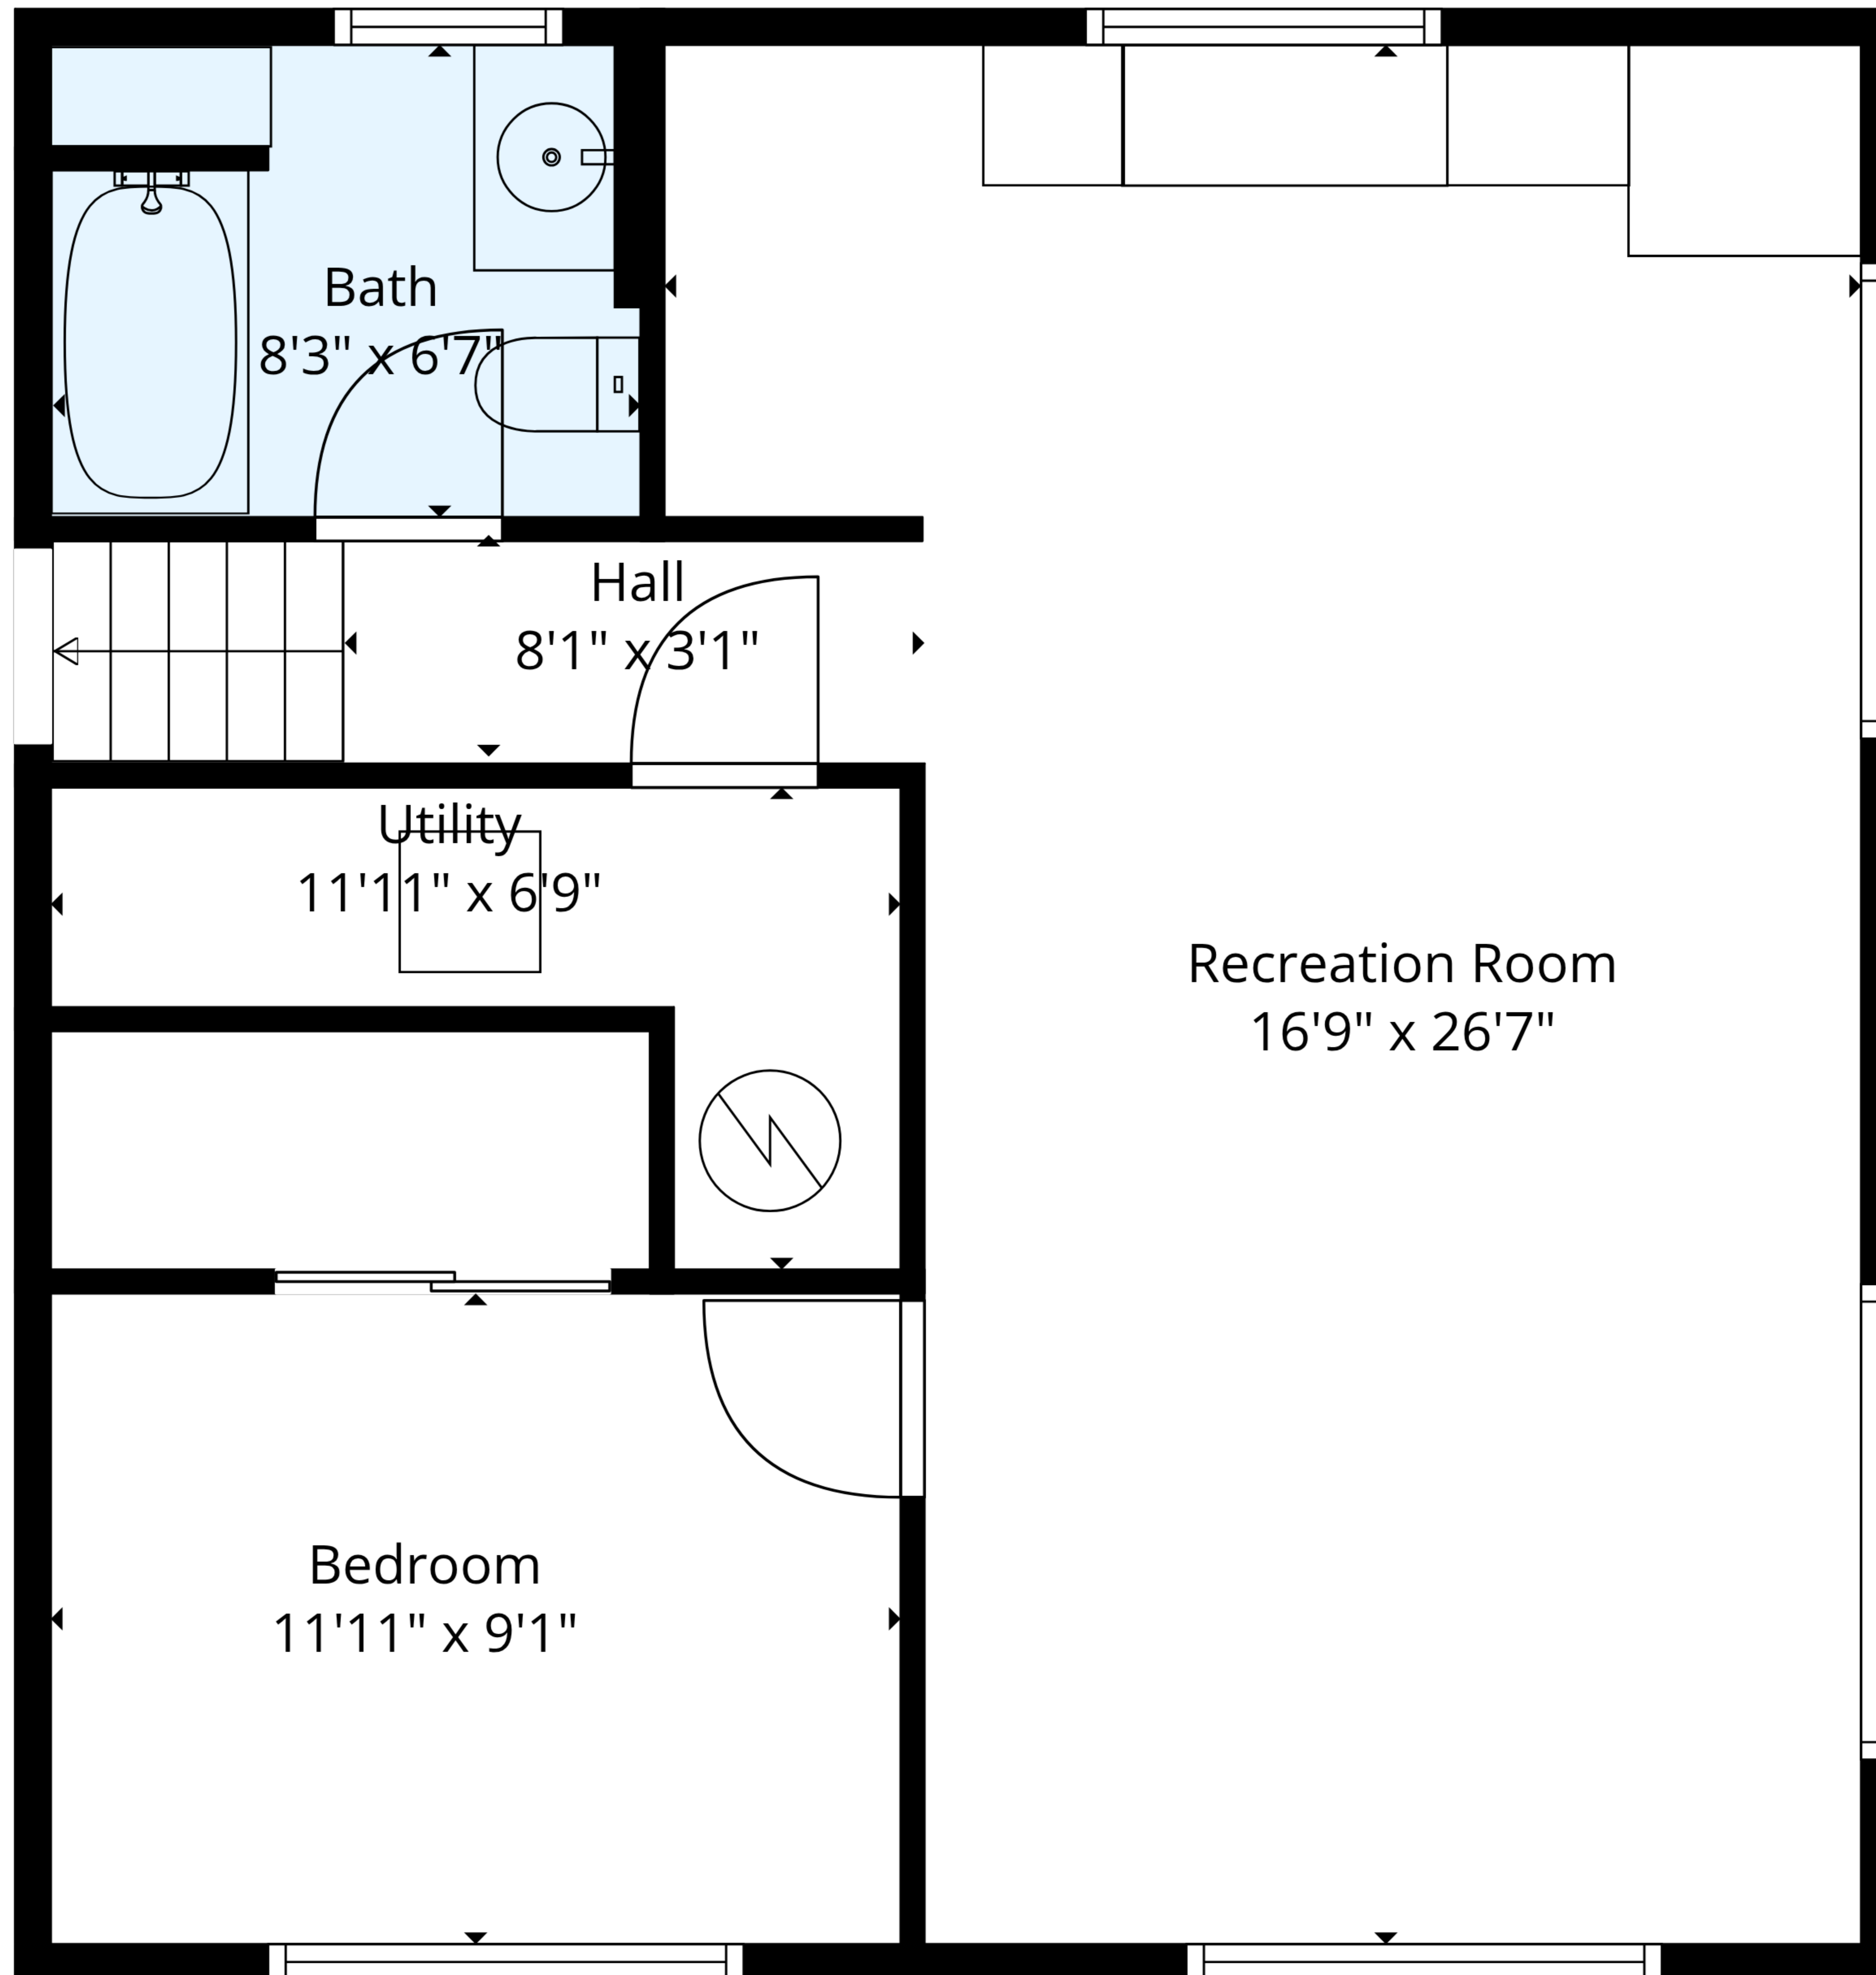 Bath
8'3" x 6'7"
Hall
8'1" x 3'1"
Utility
11'11" x 6'9"
Recreation Room
16'9" x 26'7"
Bedroom
11'11" x 9'1"